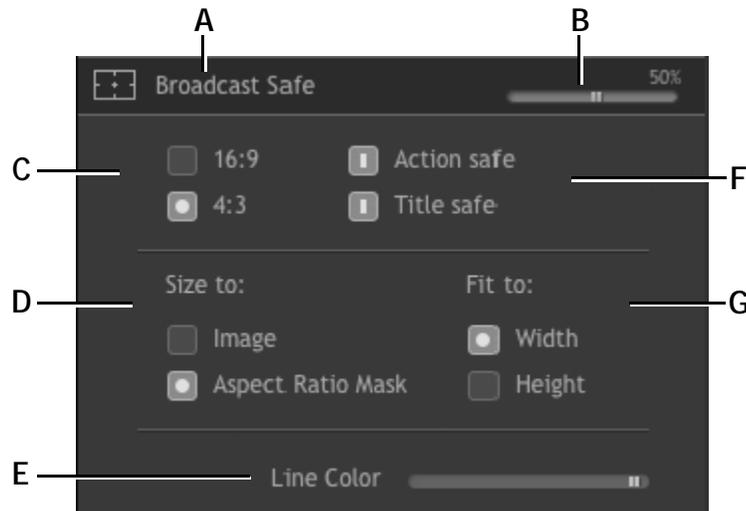 A B
Broadcast Safe 50%
C 16:9 Action safe F
4:3 Title safe
D Size to: Fit to: G
Image Width
Aspect Ratio Mask Height
E Line Color